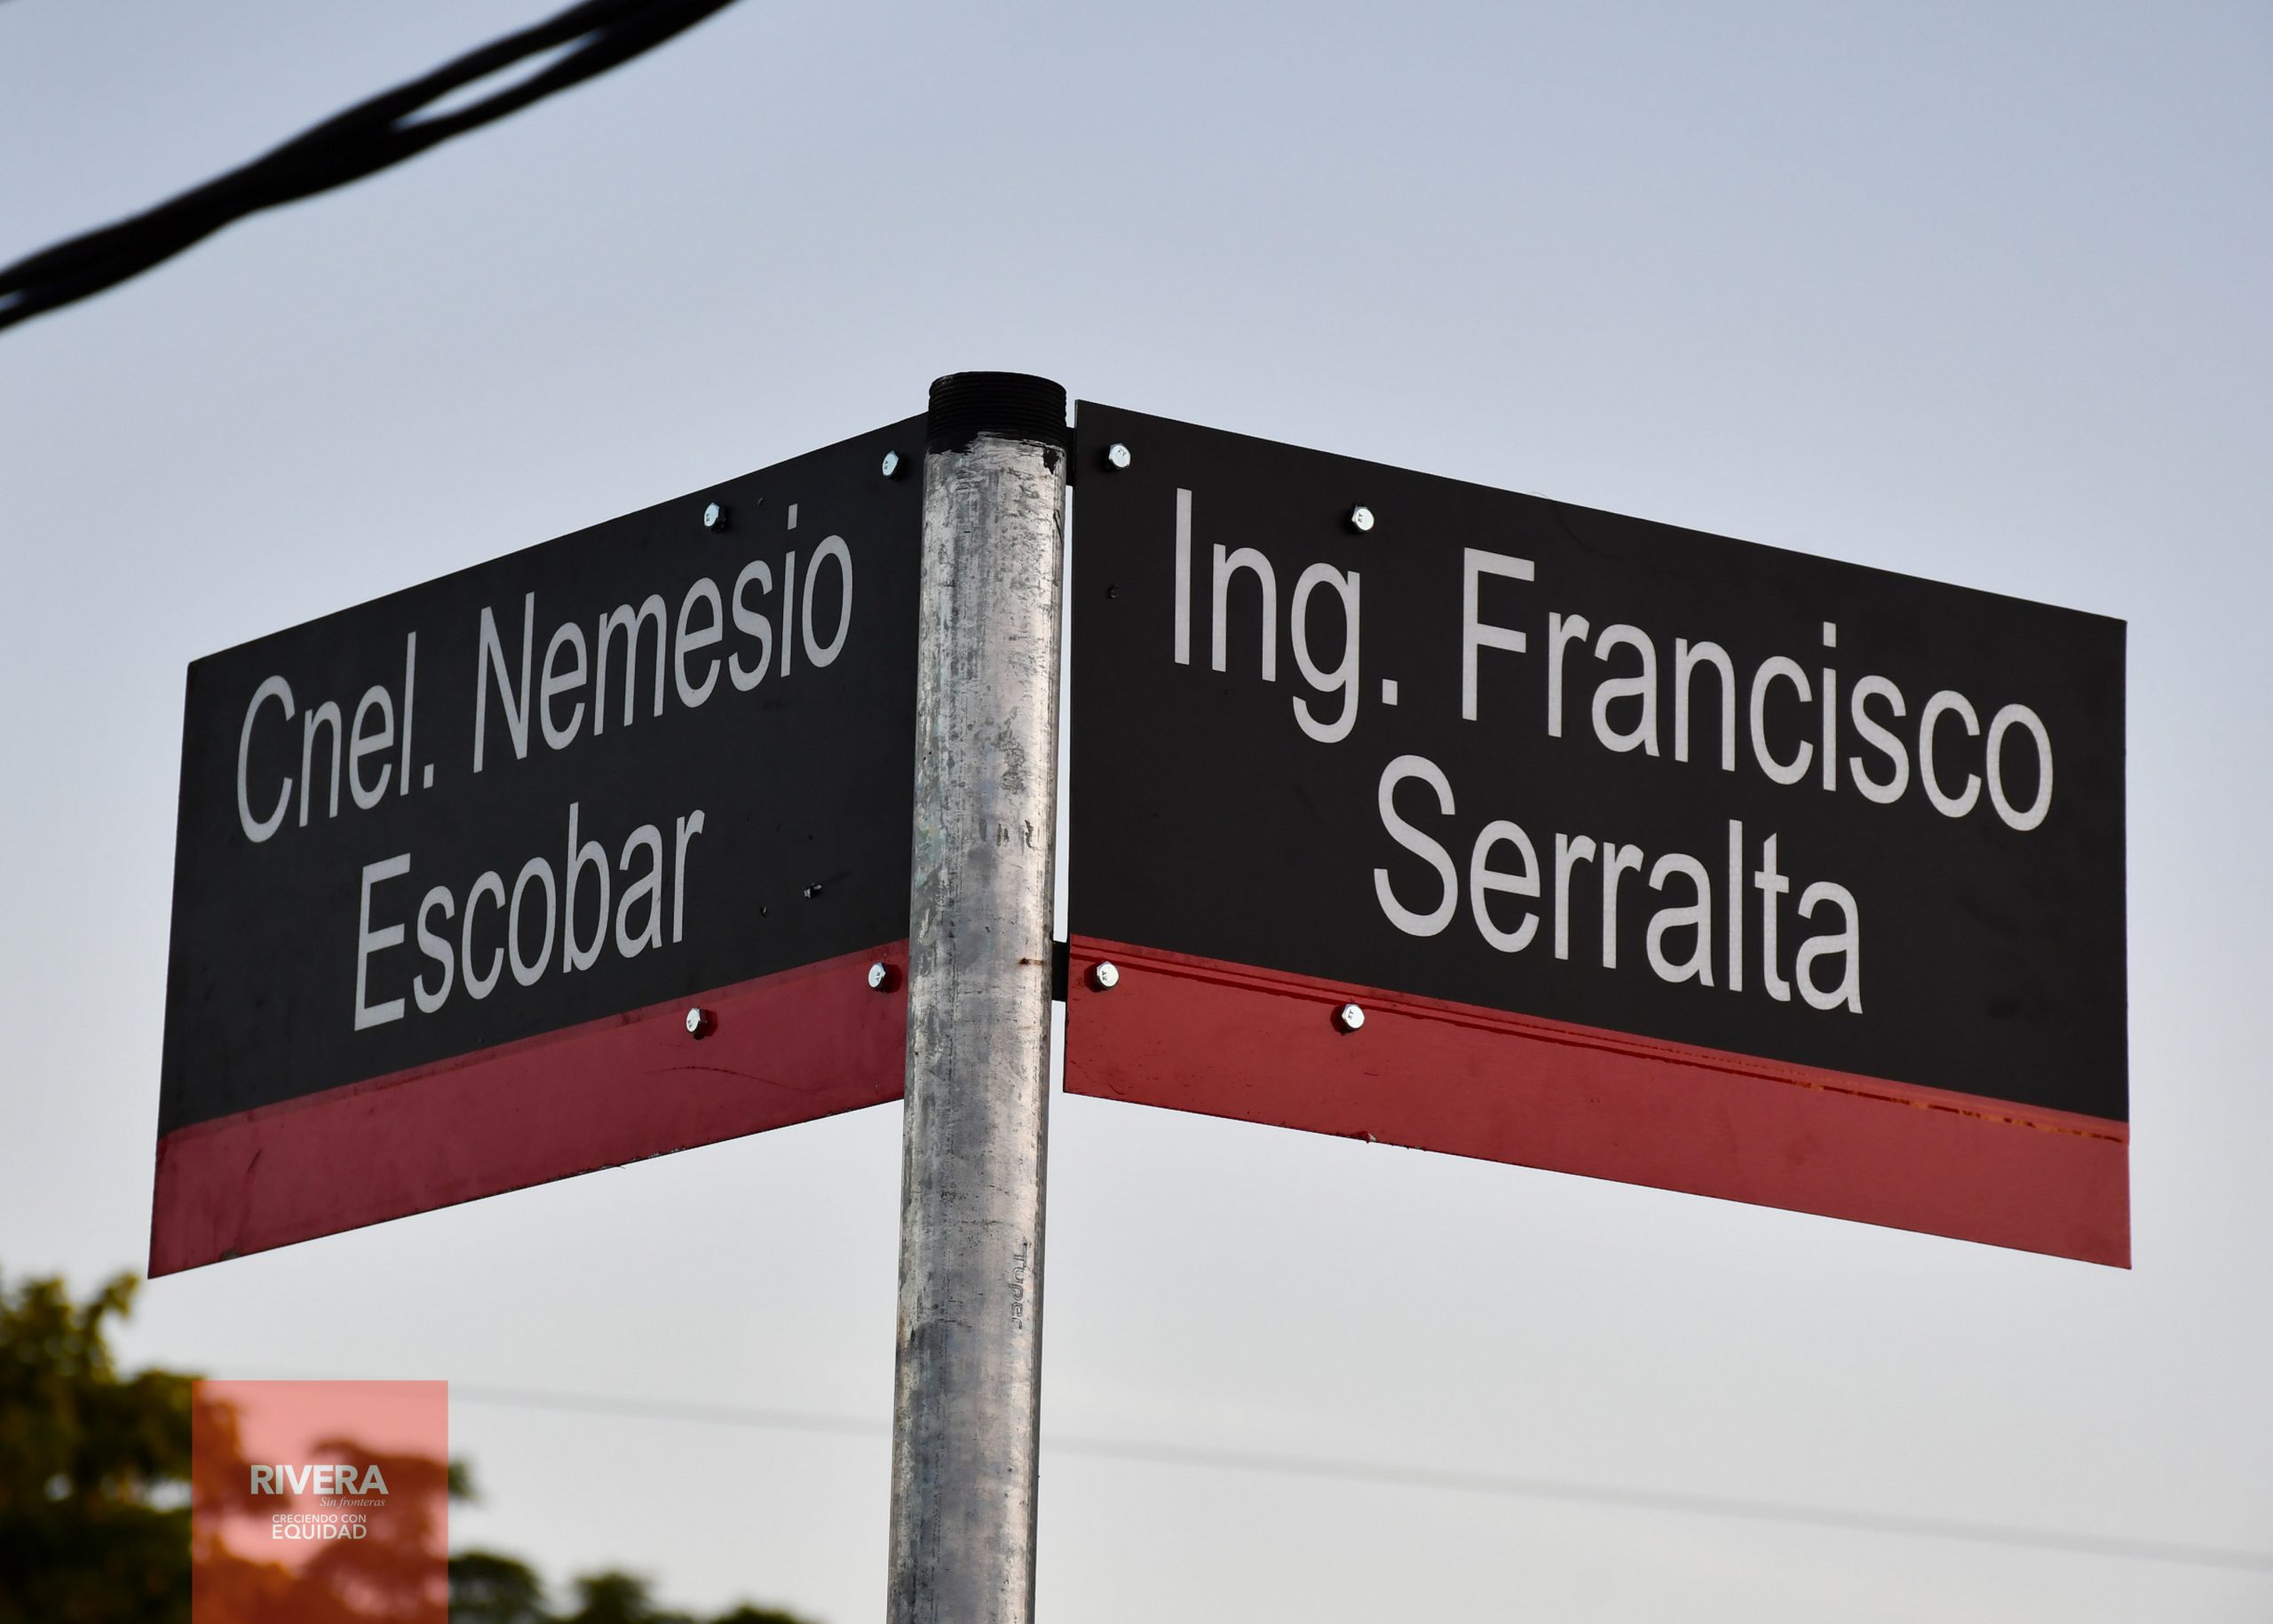 Cnel. Nemesio
Escobar
Ing. Francisco
Serralta
RIVERA
Sin fronteras
CRECIENDO CON
EQUIDAD